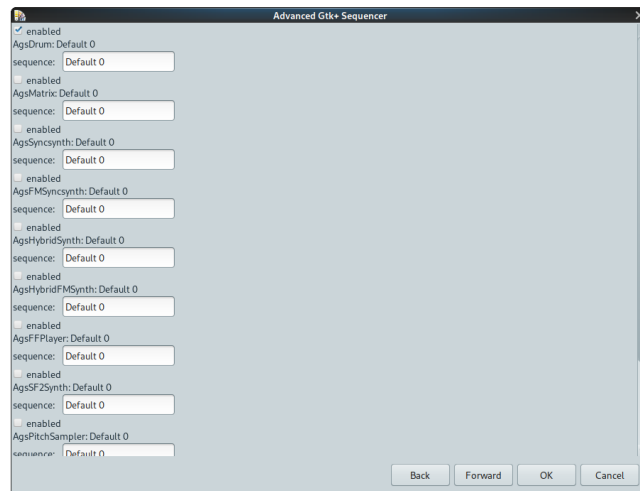 Advanced Gtk+ Sequencer
enabled
AgsDrum: Default 0
sequence: Default 0
enabled
AgsMatrix: Default 0
sequence: Default 0
enabled
AgsSyncsynth: Default 0
sequence: Default 0
enabled
AgsFMSyncsynth: Default 0
sequence: Default 0
enabled
AgsHybridSynth: Default 0
sequence: Default 0
enabled
AgsHybridFMSynth: Default 0
sequence: Default 0
enabled
AgsFFPlayer: Default 0
sequence: Default 0
enabled
AgsSF2Synth: Default 0
sequence: Default 0
enabled
AgsPitchSampler: Default 0
sequence: Default 0
Back Forward OK Cancel